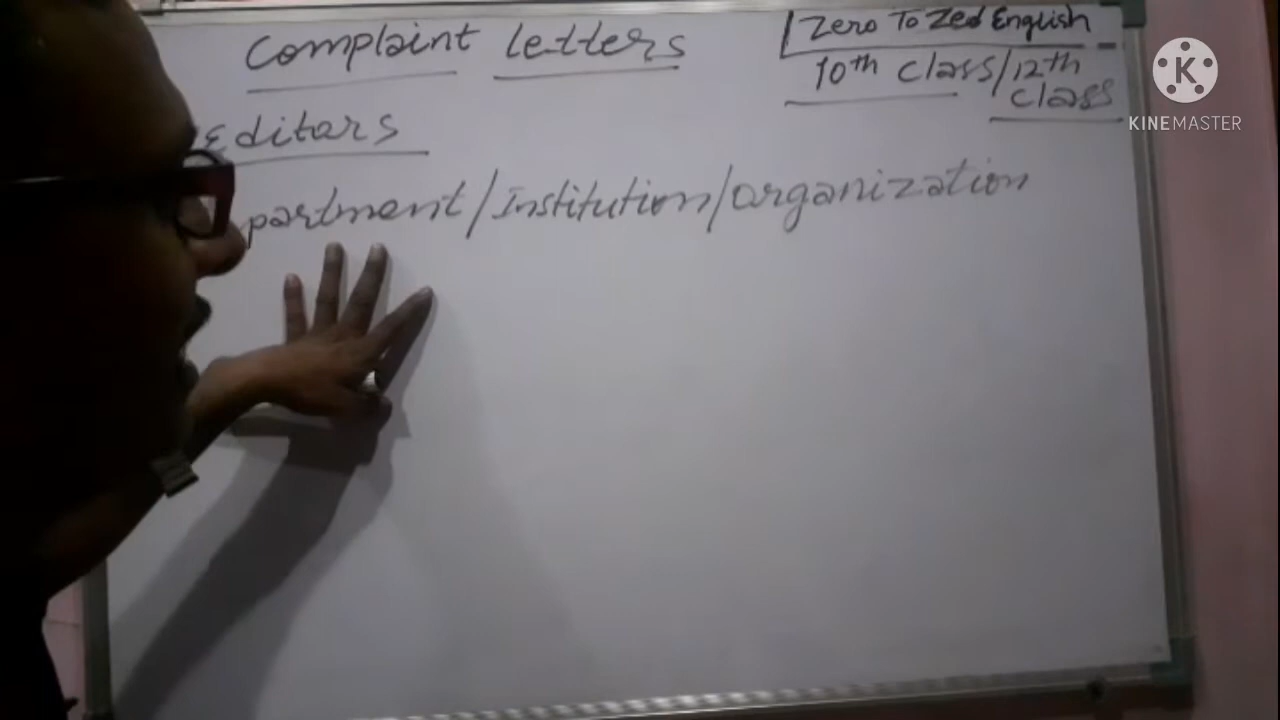 Complaint Letters
Zero To Zed English
10th Class/12th
Class
Editors
partment/Institution/Organization
K
KINEMASTER